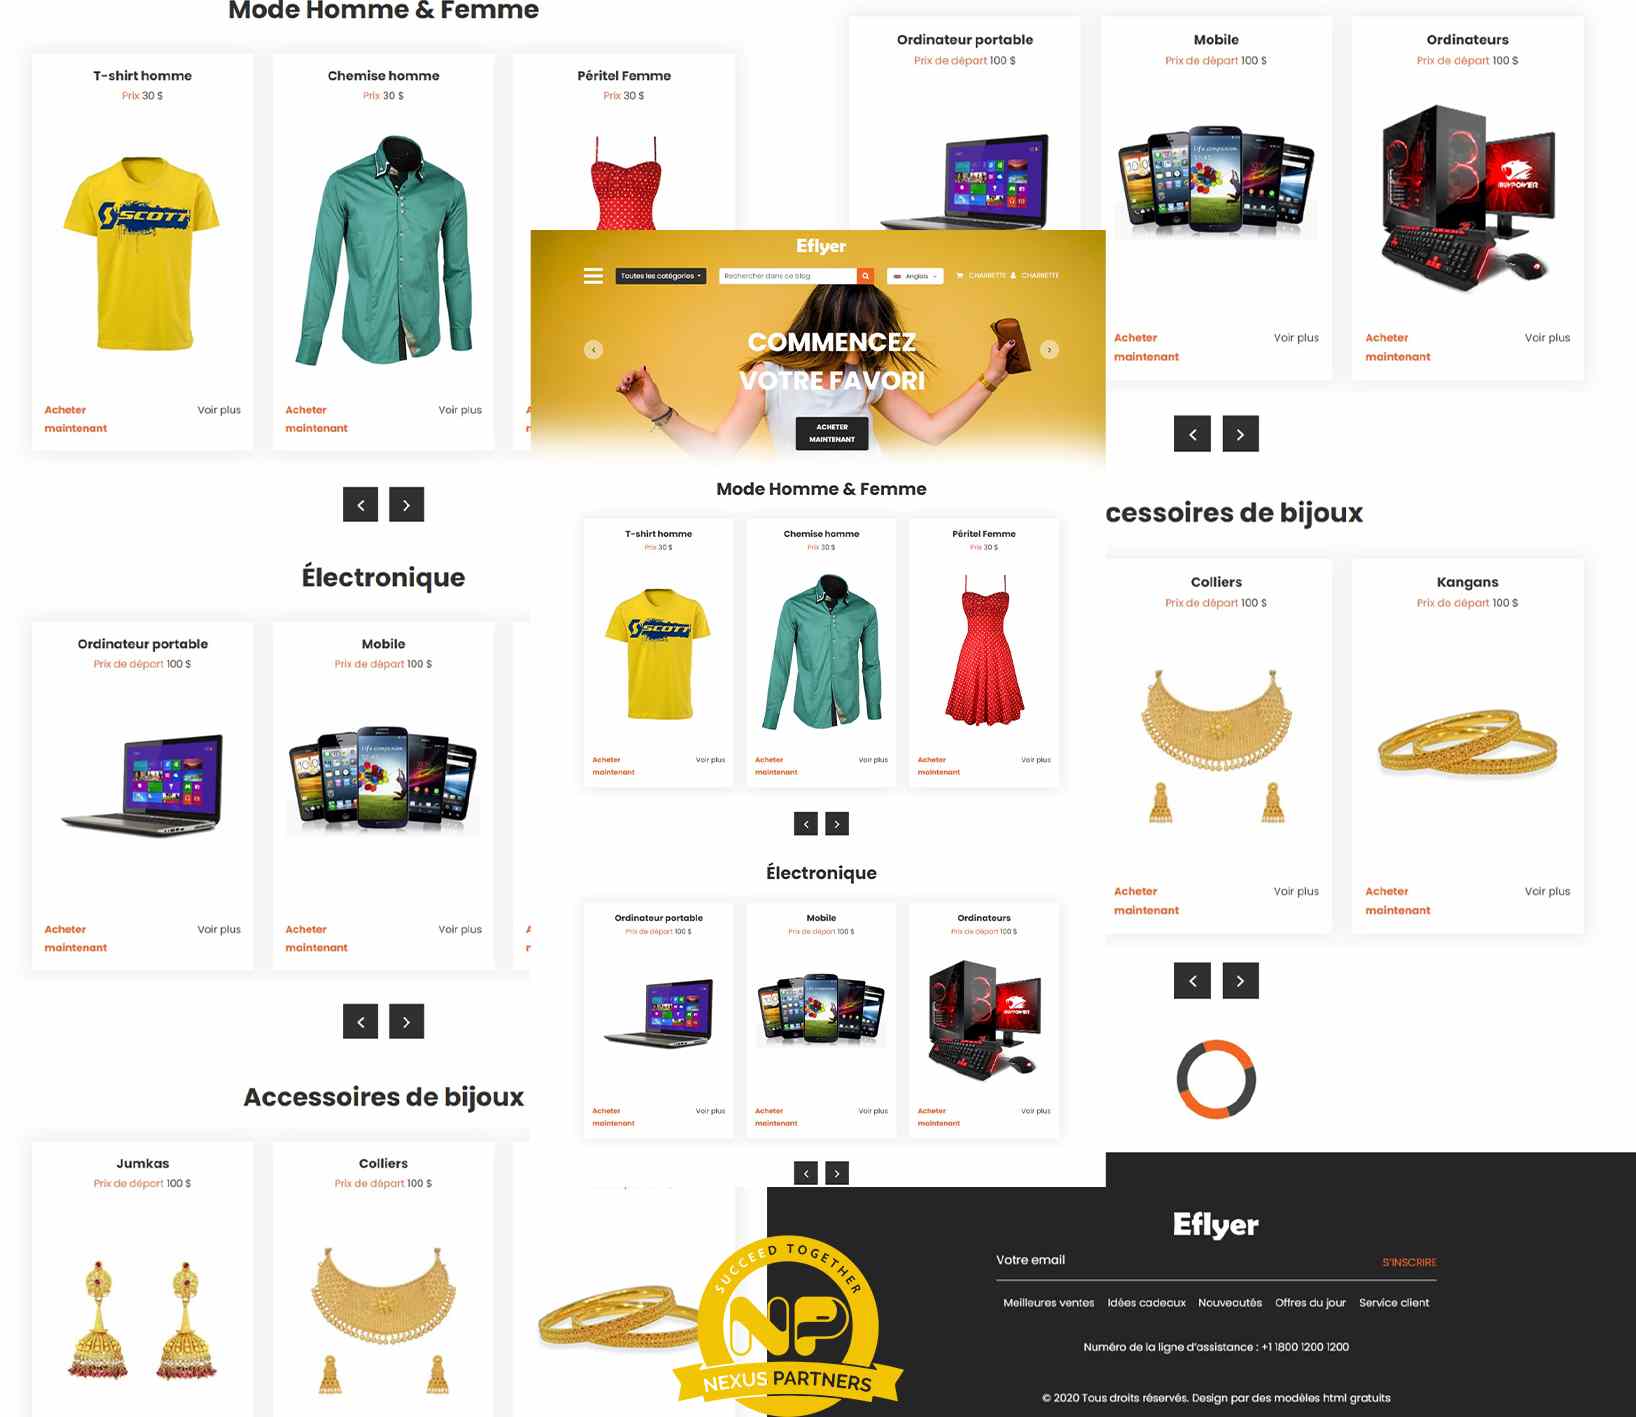 Mode Homme & Femme
T-shirt homme
Prix 30 $
Chemise homme
Prix 30 $
Péritel Femme
Prix 30 $
SCOTT
Acheter
maintenant
Voir plus
Acheter
maintenant
Voir plus
Électronique
Ordinateur portable
Prix de départ 100 $
Mobile
Prix de départ 100 $
Life companion
Acheter
maintenant
Voir plus
Acheter
maintenant
Voir plus
Accessoires de bijoux
Jumkas
Prix de départ 100 $
Colliers
Prix de départ 100 $
Eflyer
Toutes les catégories
Rechercher dans ce blog
Anglais
CHARRETTE
CHARRETTE
COMMENCEZ
VOTRE FAVORI
ACHETER
MAINTENANT
Mode Homme & Femme
T-shirt homme
Prix 30 $
Chemise homme
Prix 30 $
Péritel Femme
Prix 30 $
SCOTT
Acheter
maintenant
Voir plus
Acheter
maintenant
Voir plus
Acheter
maintenant
Voir plus
Électronique
Ordinateur portable
Prix de départ 100 $
Mobile
Prix de départ 100 $
Ordinateurs
Prix de départ 100 $
Acheter
maintenant
Voir plus
Acheter
maintenant
Voir plus
Acheter
maintenant
Voir plus
Ordinateur portable
Prix de départ 100 $
Mobile
Prix de départ 100 $
Ordinateurs
Prix de départ 100 $
Life companion
IBUYPOWER
Acheter
maintenant
Voir plus
Acheter
maintenant
Voir plus
cessoires de bijoux
Colliers
Prix de départ 100 $
Kangans
Prix de départ 100 $
Acheter
maintenant
Voir plus
Acheter
maintenant
Voir plus
Eflyer
Votre email
S'INSCRIRE
Meilleures ventes Idées cadeaux Nouveautés Offres du jour Service client
Numéro de la ligne d'assistance : +1 1800 1200 1200
© 2020 Tous droits réservés. Design par des modèles html gratuits
SUCCEED TOGETHER
NP
NEXUS PARTNERS